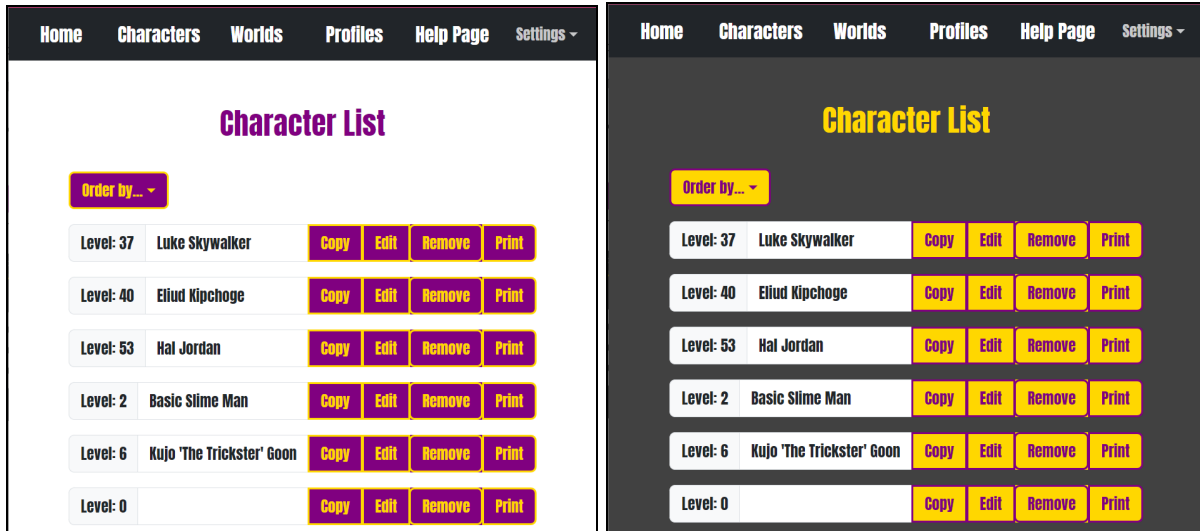 Home Characters Worlds Profiles Help Page Settings
Character List
Order by...
Level: 37 Luke Skywalker Copy Edit Remove Print
Level: 40 Eliud Kipchoge Copy Edit Remove Print
Level: 53 Hal Jordan Copy Edit Remove Print
Level: 2 Basic Slime Man Copy Edit Remove Print
Level: 6 Kujo 'The Trickster' Goon Copy Edit Remove Print
Level: 0 Copy Edit Remove Print
Home Characters Worlds Profiles Help Page Settings
Character List
Order by...
Level: 37 Luke Skywalker Copy Edit Remove Print
Level: 40 Eliud Kipchoge Copy Edit Remove Print
Level: 53 Hal Jordan Copy Edit Remove Print
Level: 2 Basic Slime Man Copy Edit Remove Print
Level: 6 Kujo 'The Trickster' Goon Copy Edit Remove Print
Level: 0 Copy Edit Remove Print